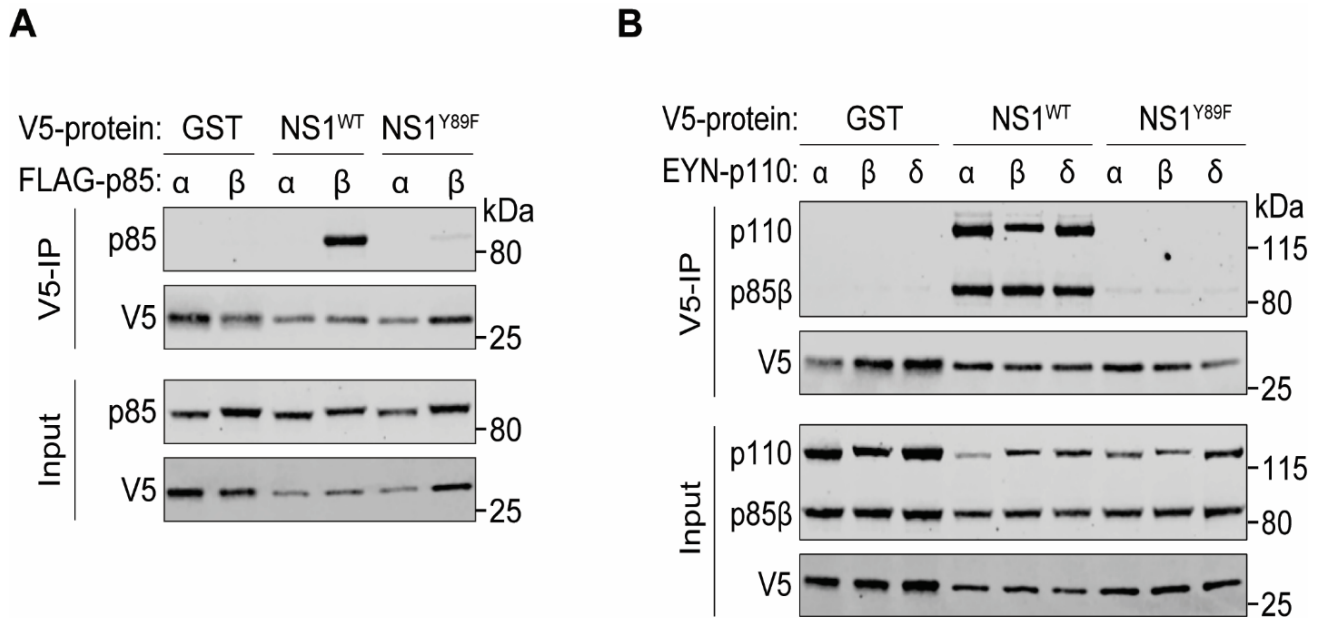 A
V5-protein: GST NS1WT NS1Y89F
FLAG-p85: α β α β α β
kDa
V5-IP
p85
80
V5
25
Input
p85
80
V5
25
B
V5-protein: GST NS1WT NS1Y89F
EYN-p110: α β δ α β δ α β δ
kDa
V5-IP
p110
115
p85β
80
V5
25
Input
p110
115
p85β
80
V5
25